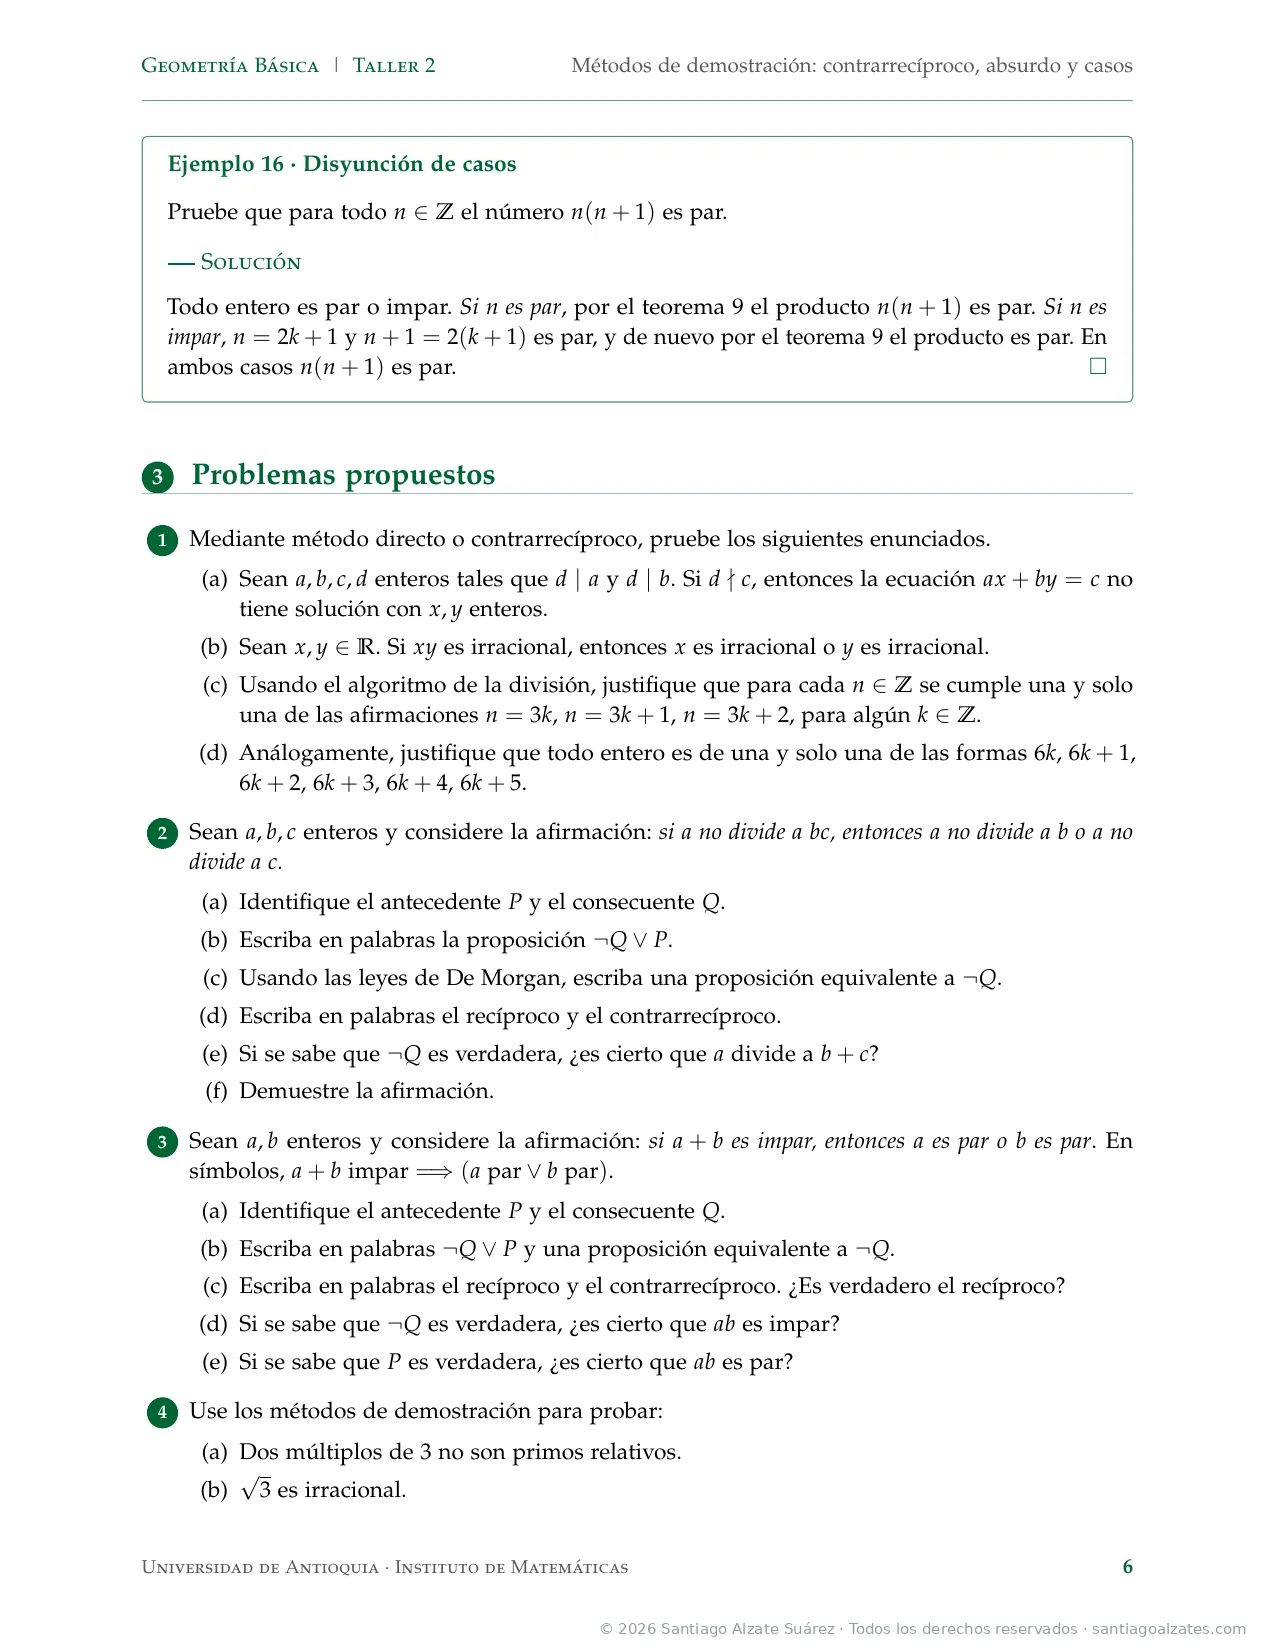 Geometría Básica | Taller 2 Métodos de demostración: contrarrecíproco, absurdo y casos
Ejemplo 16 · Disyunción de casos
Pruebe que para todo n ∈ ℤ el número n(n + 1) es par.
— Solución
Todo entero es par o impar. Si n es par, por el teorema 9 el producto n(n + 1) es par. Si n es
impar, n = 2k + 1 y n + 1 = 2(k + 1) es par, y de nuevo por el teorema 9 el producto es par. En
ambos casos n(n + 1) es par. □
3 Problemas propuestos
1 Mediante método directo o contrarrecíproco, pruebe los siguientes enunciados.
(a) Sean a, b, c, d enteros tales que d | a y d | b. Si d ∤ c, entonces la ecuación ax + by = c no
tiene solución con x, y enteros.
(b) Sean x, y ∈ ℝ. Si xy es irracional, entonces x es irracional o y es irracional.
(c) Usando el algoritmo de la división, justifique que para cada n ∈ ℤ se cumple una y solo
una de las afirmaciones n = 3k, n = 3k + 1, n = 3k + 2, para algún k ∈ ℤ.
(d) Análogamente, justifique que todo entero es de una y solo una de las formas 6k, 6k + 1,
6k + 2, 6k + 3, 6k + 4, 6k + 5.
2 Sean a, b, c enteros y considere la afirmación: si a no divide a bc, entonces a no divide a b o a no
divide a c.
(a) Identifique el antecedente P y el consecuente Q.
(b) Escriba en palabras la proposición ¬Q ∨ P.
(c) Usando las leyes de De Morgan, escriba una proposición equivalente a ¬Q.
(d) Escriba en palabras el recíproco y el contrarrecíproco.
(e) Si se sabe que ¬Q es verdadera, ¿es cierto que a divide a b + c?
(f) Demuestre la afirmación.
3 Sean a, b enteros y considere la afirmación: si a + b es impar, entonces a es par o b es par. En
símbolos, a + b impar ⟹ (a par ∨ b par).
(a) Identifique el antecedente P y el consecuente Q.
(b) Escriba en palabras ¬Q ∨ P y una proposición equivalente a ¬Q.
(c) Escriba en palabras el recíproco y el contrarrecíproco. ¿Es verdadero el recíproco?
(d) Si se sabe que ¬Q es verdadera, ¿es cierto que ab es impar?
(e) Si se sabe que P es verdadera, ¿es cierto que ab es par?
4 Use los métodos de demostración para probar:
(a) Dos múltiplos de 3 no son primos relativos.
(b) √3 es irracional.
Universidad de Antioquia · Instituto de Matemáticas 6
© 2026 Santiago Alzate Suárez · Todos los derechos reservados · santiagoalzates.com